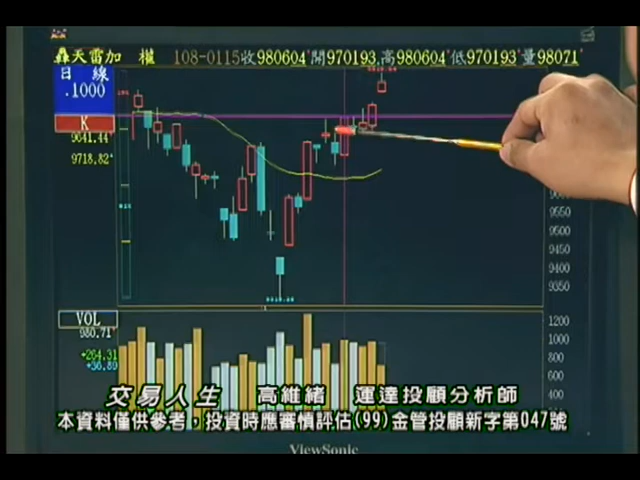 轟天雷加 權 108-0115收980604開970193高980604低970193量98071
日 線
.1000
K
9641.44
9718.82
9550
9500
9450
9400
9350
VOL
980.71
+264.31
+36.89
1200
1000
800
600
400
交易人生 高維緒 運達投顧分析師
本資料僅供參考，投資時應審慎評估(99)金管投顧新字第047號
ViewSonic